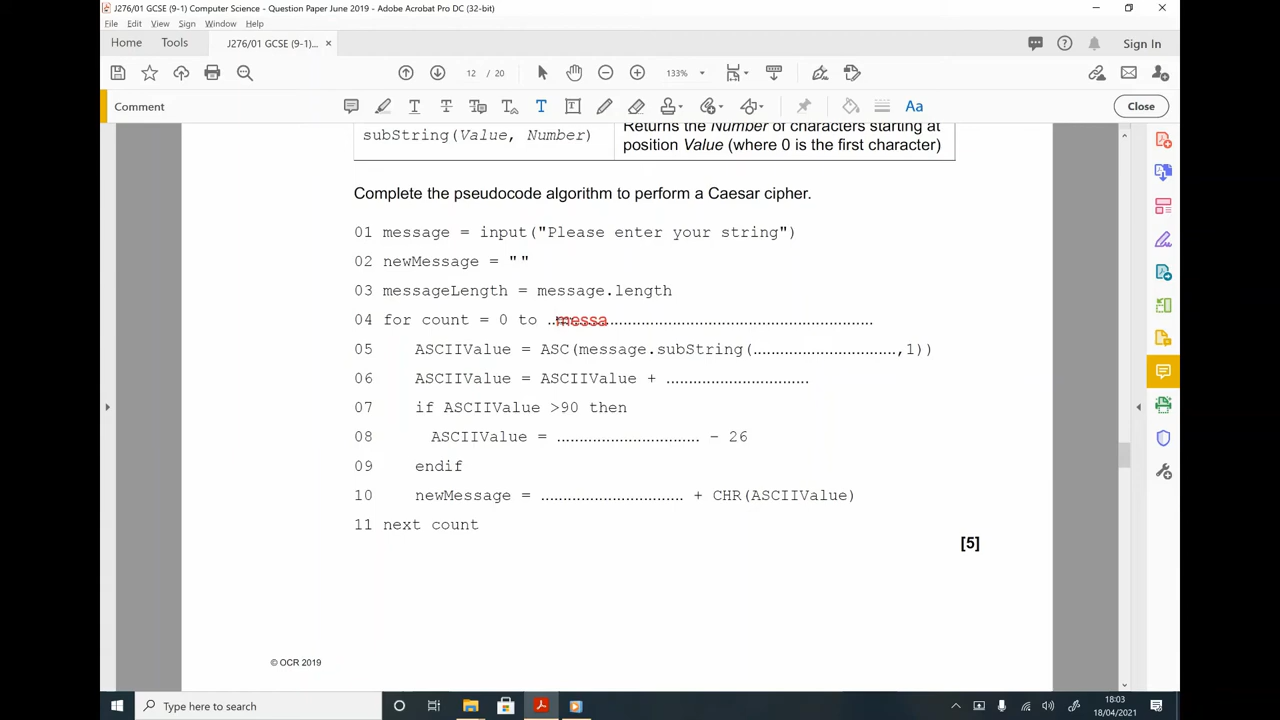 J276/01 GCSE (9-1) Computer Science - Question Paper June 2019 - Adobe Acrobat Pro DC (32-bit)
File Edit View Sign Window Help
Home Tools J276/01 GCSE (9-1)... × Sign In
12 / 20 133%
Comment Close
subString(Value, Number) Returns the Number of characters starting at
position Value (where 0 is the first character)
Complete the pseudocode algorithm to perform a Caesar cipher.
01 message = input("Please enter your string")
02 newMessage = ""
03 messageLength = message.length
04 for count = 0 to ..messa...............................................
05 ASCIIValue = ASC(message.subString(................................,1))
06 ASCIIValue = ASCIIValue + ................................
07 if ASCIIValue >90 then
08 ASCIIValue = ................................ – 26
09 endif
10 newMessage = ................................ + CHR(ASCIIValue)
11 next count
[5]
© OCR 2019
Type here to search
18:03
18/04/2021